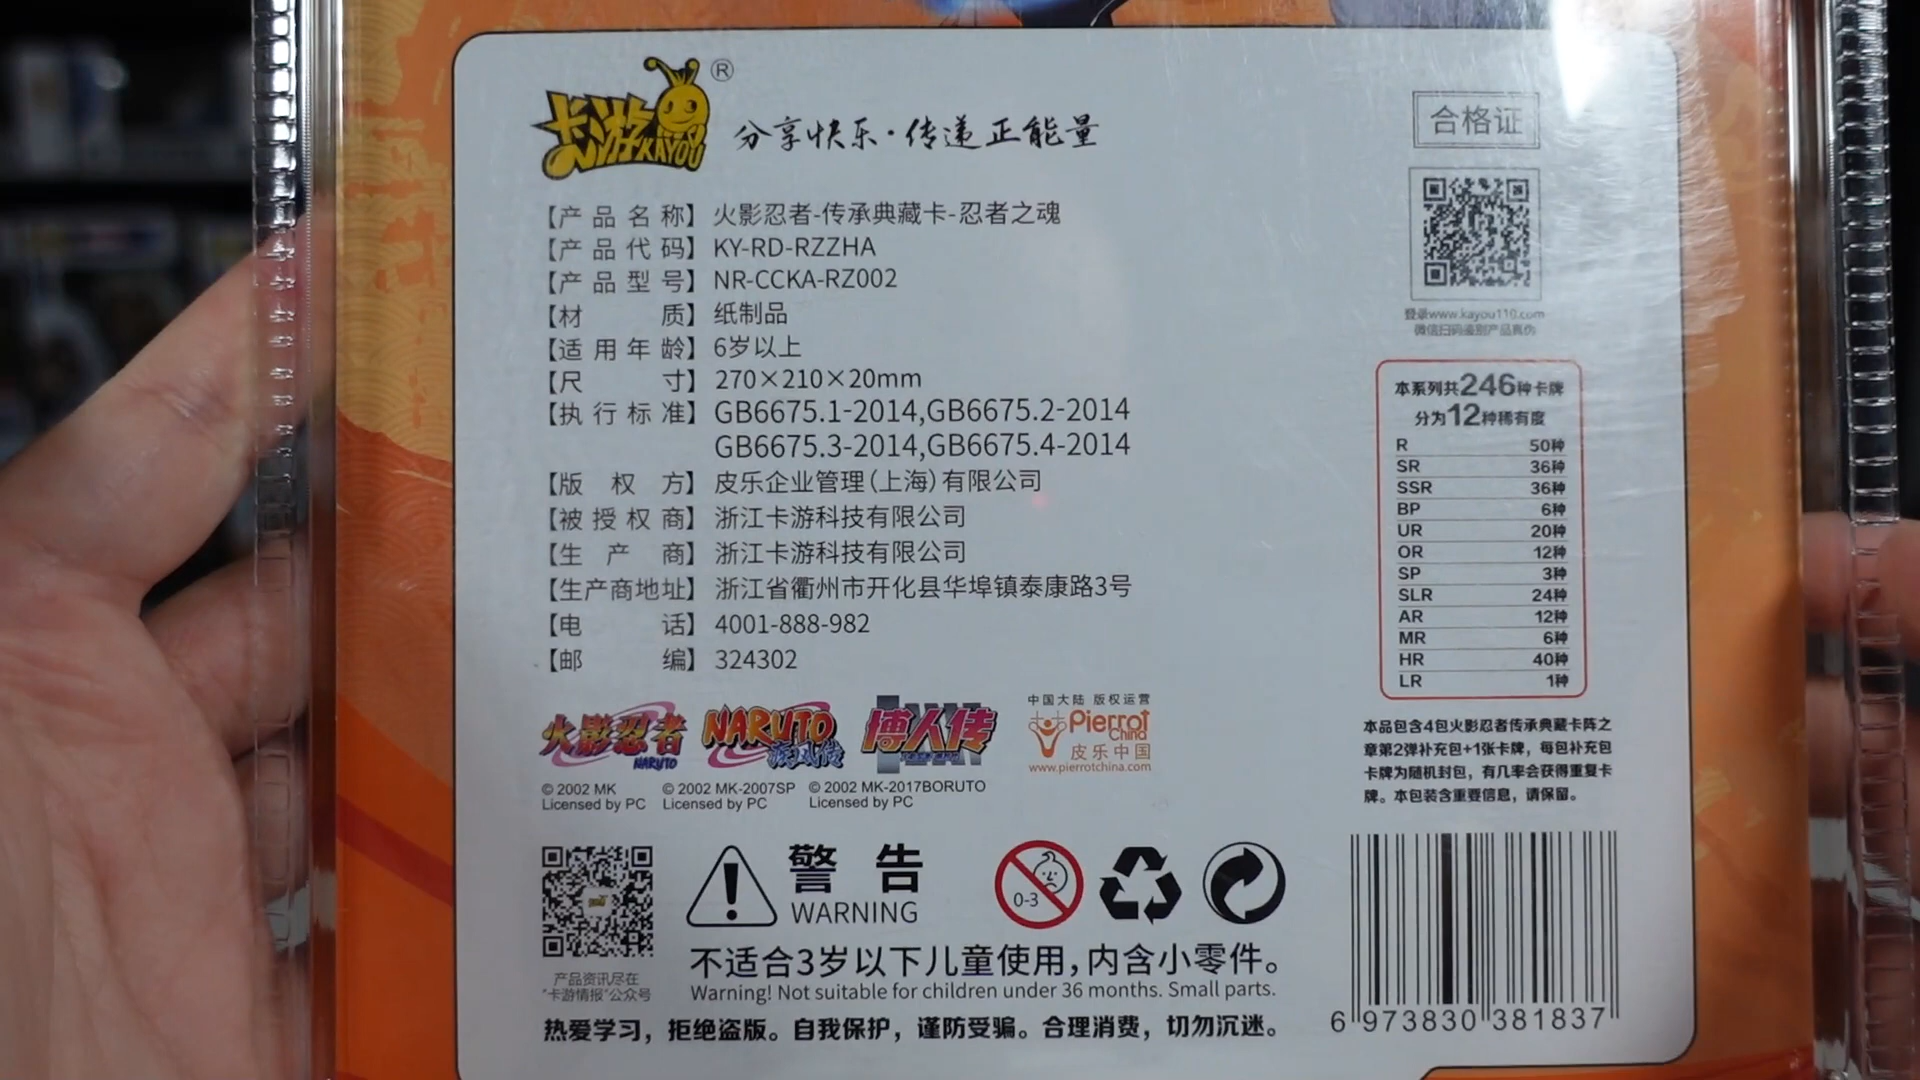 卡游 KAYOU ®
分享快乐·传递正能量
【产品名称】火影忍者-传承典藏卡-忍者之魂
【产品代码】KY-RD-RZZHA
【产品型号】NR-CCKA-RZ002
【材质】纸制品
【适用年龄】6岁以上
【尺寸】270×210×20mm
【执行标准】GB6675.1-2014,GB6675.2-2014
GB6675.3-2014,GB6675.4-2014
【版权方】皮乐企业管理(上海)有限公司
【被授权商】浙江卡游科技有限公司
【生产商】浙江卡游科技有限公司
【生产商地址】浙江省衢州市开化县华埠镇泰康路3号
【电话】4001-888-982
【邮编】324302
合格证
登录www.kayou110.com
微信扫码鉴别产品真伪
本系列共246种卡牌
分为12种稀有度
R 50种
SR 36种
SSR 36种
BP 6种
UR 20种
OR 12种
SP 3种
SLR 24种
AR 12种
MR 6种
HR 40种
LR 1种
本品包含4包火影忍者传承典藏卡阵之
章第2弹补充包+1张卡牌，每包补充包
卡牌为随机封包，有几率会获得重复卡
牌。本包装含重要信息，请保留。
火影忍者 NARUTO
NARUTO 疾风传
博人传
中国大陆 版权运营
Pierrot China
皮乐中国
www.pierrotchina.com
© 2002 MK
Licensed by PC
© 2002 MK-2007SP
Licensed by PC
© 2002 MK-2017BORUTO
Licensed by PC
产品资讯尽在
“卡游情报”公众号
警告
WARNING
0-3
不适合3岁以下儿童使用，内含小零件。
Warning! Not suitable for children under 36 months. Small parts.
热爱学习，拒绝盗版。自我保护，谨防受骗。合理消费，切勿沉迷。
6 973830 381837